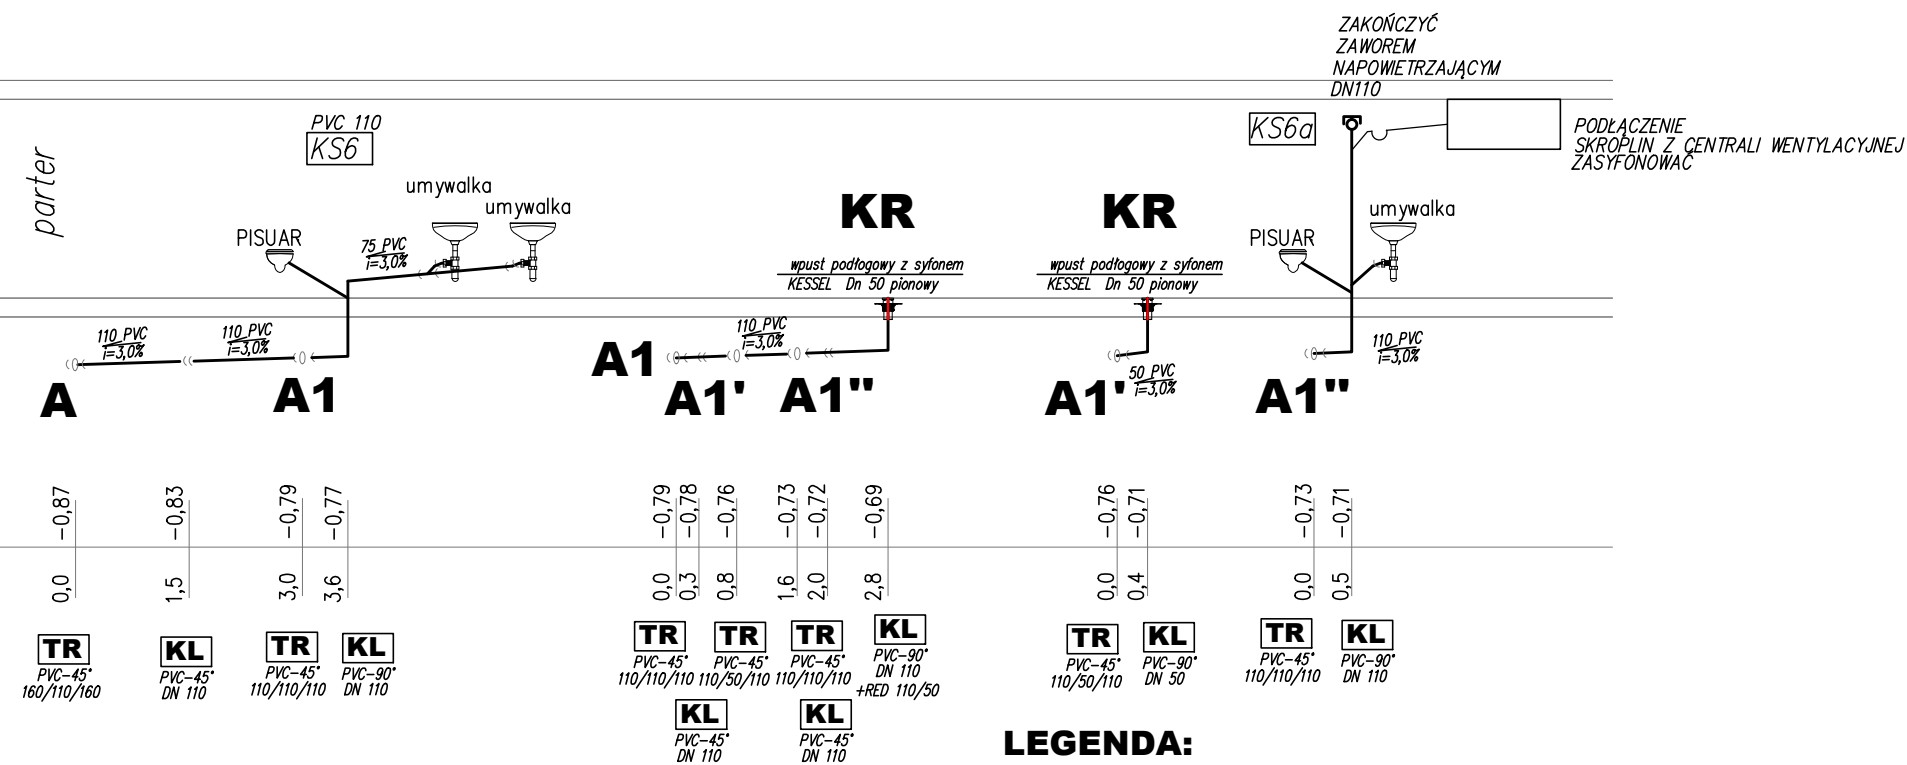 ZAKOŃCZYĆ
ZAWOREM
NAPOWIETRZAJĄCYM
DN110
parter
PVC 110
KS6
KS6a
PODŁĄCZENIE
SKROPLIN Z CENTRALI WENTYLACYJNEJ
ZASYFONOWAĆ
umywalka
umywalka
PISUAR
75 PVC
i=3,0%
KR
wpust podłogowy z syfonem
KESSEL Dn 50 pionowy
KR
wpust podłogowy z syfonem
KESSEL Dn 50 pionowy
PISUAR
umywalka
110 PVC
i=3,0%
110 PVC
i=3,0%
A
A1
A1
110 PVC
i=3,0%
A1'
A1"
A1'
50 PVC
i=3,0%
A1"
110 PVC
i=3,0%
-0,87
-0,83
-0,79
-0,77
-0,79
-0,78
-0,76
-0,73
-0,72
-0,69
-0,76
-0,71
-0,73
-0,71
0,0
1,5
3,0
3,6
0,0
0,3
0,8
1,6
2,0
2,8
0,0
0,4
0,0
0,5
TR
PVC-45°
160/110/160
KL
PVC-45°
DN 110
TR
PVC-45°
110/110/110
KL
PVC-90°
DN 110
TR
PVC-45°
110/110/110
KL
PVC-45°
DN 110
TR
PVC-45°
110/50/110
TR
PVC-45°
110/110/110
KL
PVC-45°
DN 110
KL
PVC-90°
DN 110
+RED 110/50
TR
PVC-45°
110/50/110
KL
PVC-90°
DN 50
TR
PVC-45°
110/110/110
KL
PVC-90°
DN 110
LEGENDA: